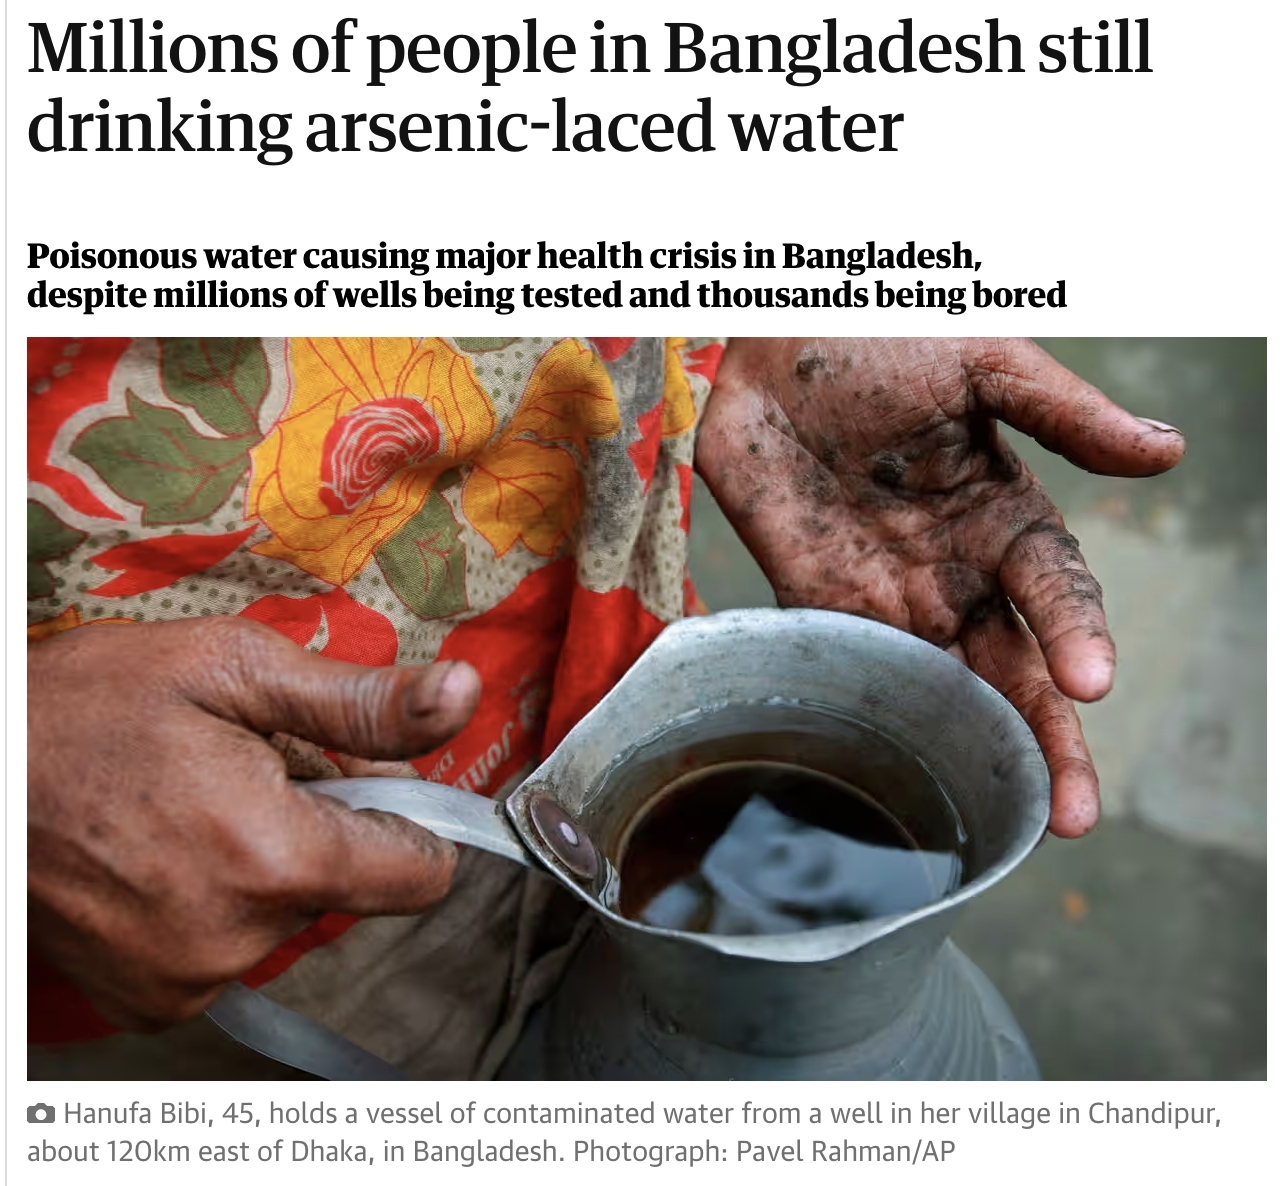 Millions of people in Bangladesh still
drinking arsenic-laced water
Poisonous water causing major health crisis in Bangladesh,
despite millions of wells being tested and thousands being bored
Hanufa Bibi, 45, holds a vessel of contaminated water from a well in her village in Chandipur,
about 120km east of Dhaka, in Bangladesh. Photograph: Pavel Rahman/AP